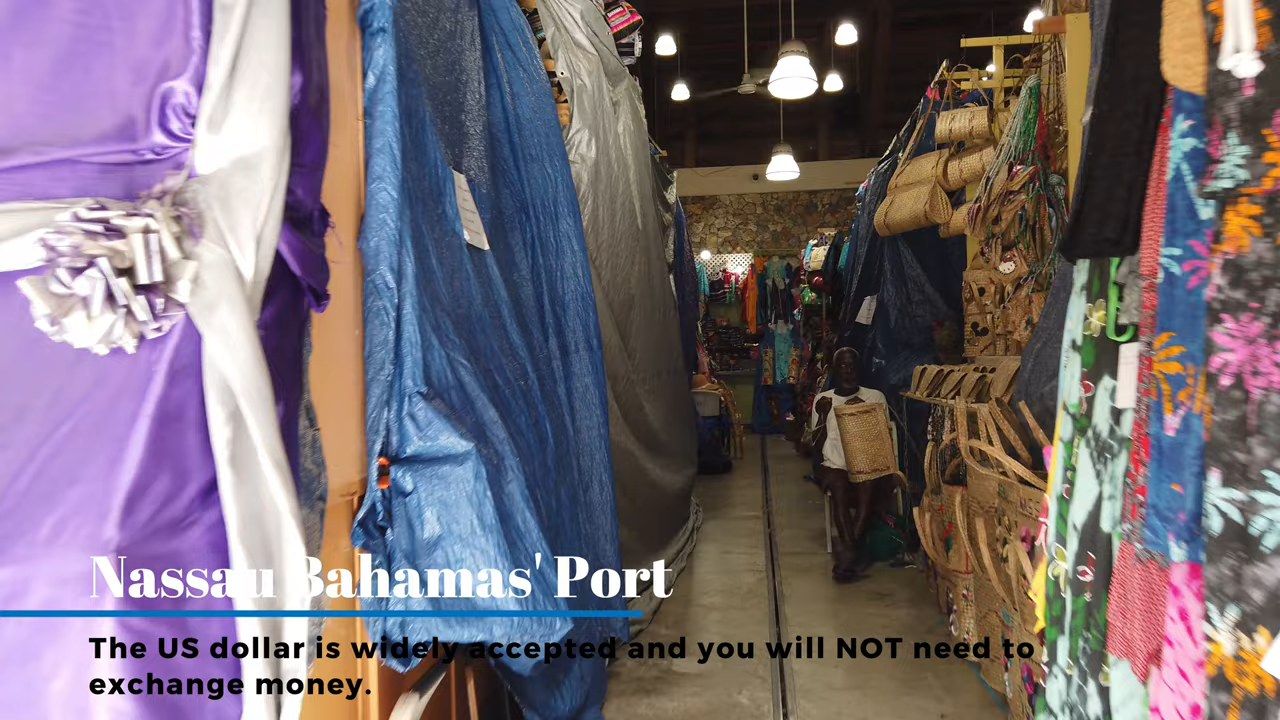 Nassau Bahamas' Port
The US dollar is widely accepted and you will NOT need to
exchange money.